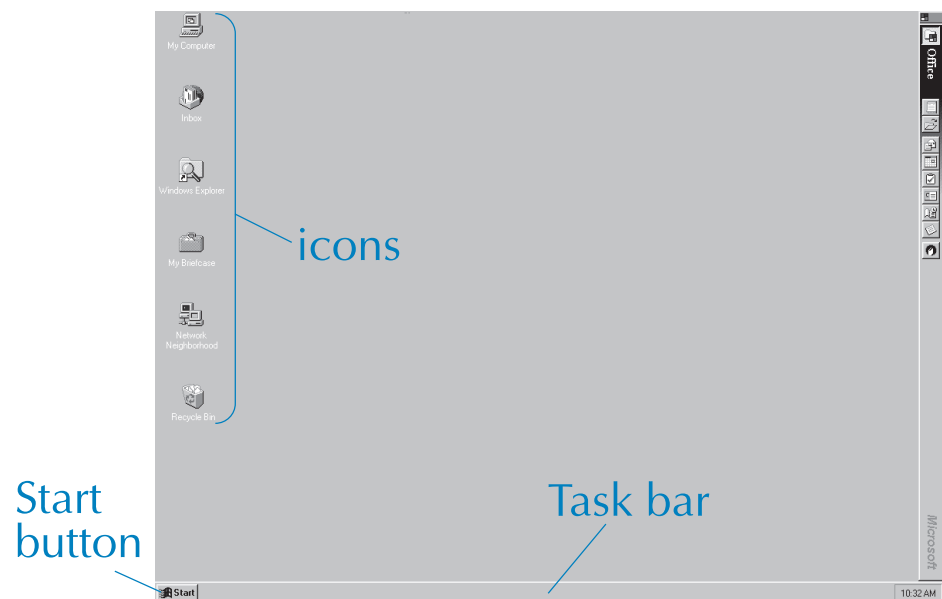 My Computer
Inbox
Windows Explorer
My Briefcase
Network
Neighborhood
Recycle Bin
icons
Office
Microsoft
Start
button
Task bar
Start
10:32 AM